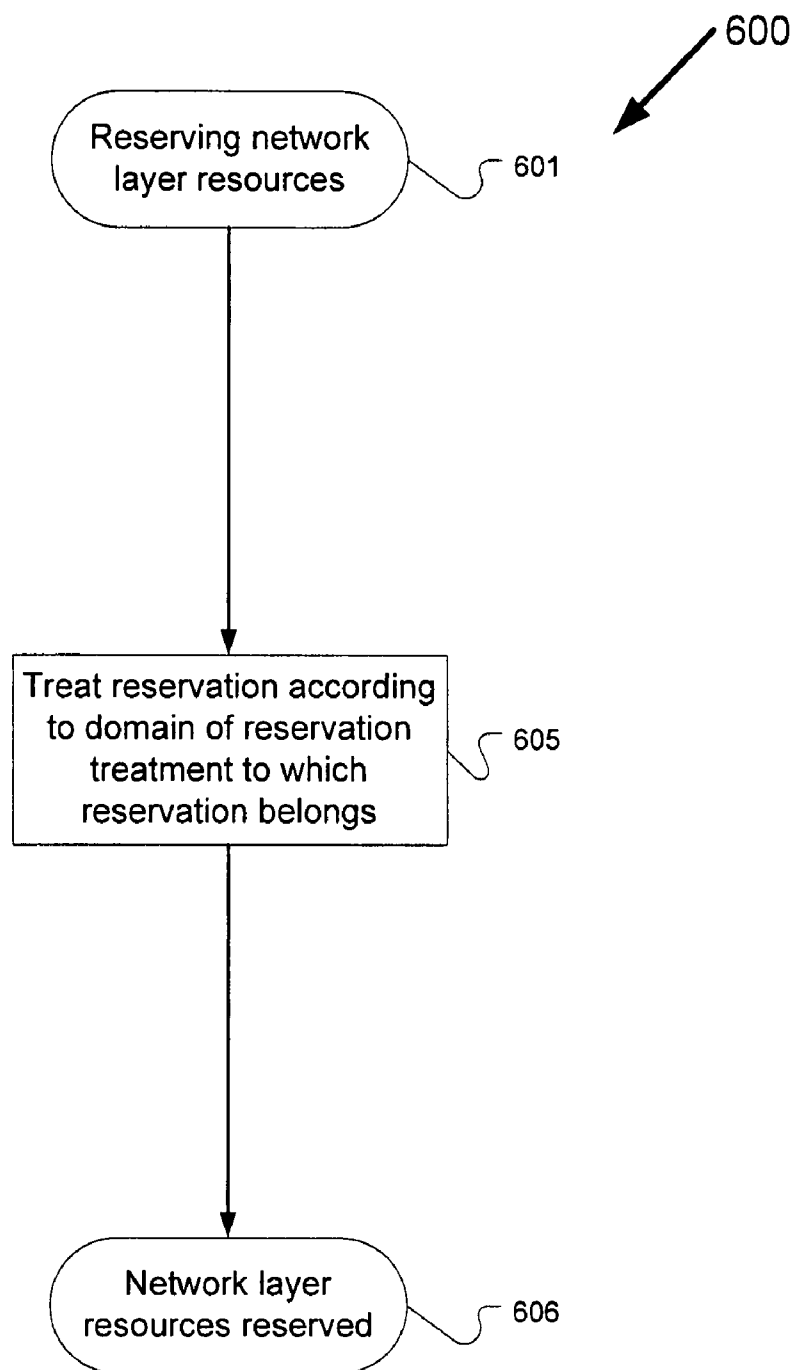 600
Reserving network
layer resources
601
Treat reservation according
to domain of reservation
treatment to which
reservation belongs
605
Network layer
resources reserved
606